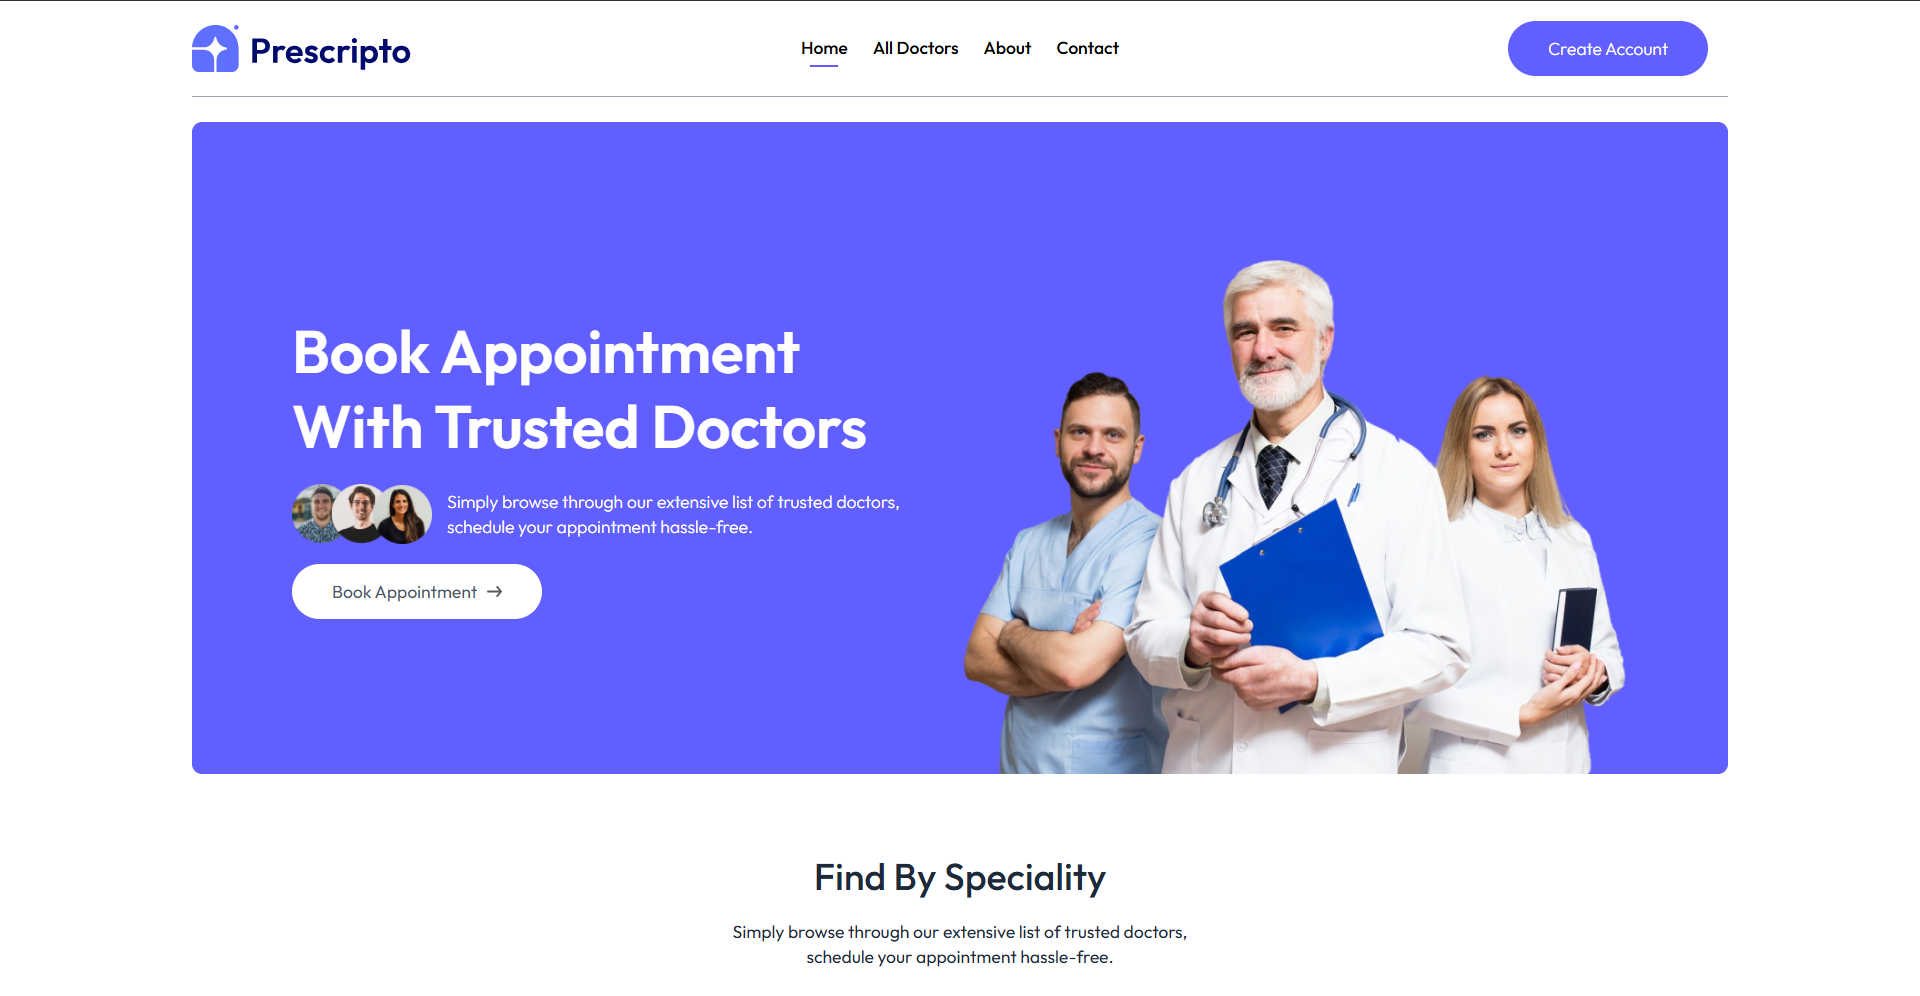 Prescripto
Home
All Doctors
About
Contact
Create Account
Book Appointment
With Trusted Doctors
Simply browse through our extensive list of trusted doctors,
schedule your appointment hassle-free.
Book Appointment →
Find By Speciality
Simply browse through our extensive list of trusted doctors,
schedule your appointment hassle-free.